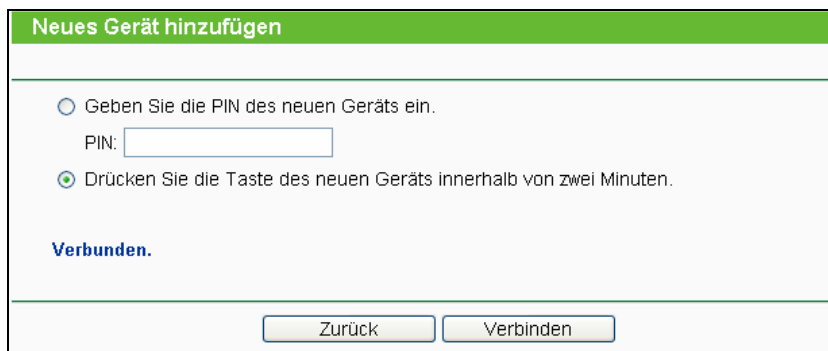 Neues Gerät hinzufügen
Geben Sie die PIN des neuen Geräts ein.
PIN:
Drücken Sie die Taste des neuen Geräts innerhalb von zwei Minuten.
Verbunden.
Zurück Verbinden